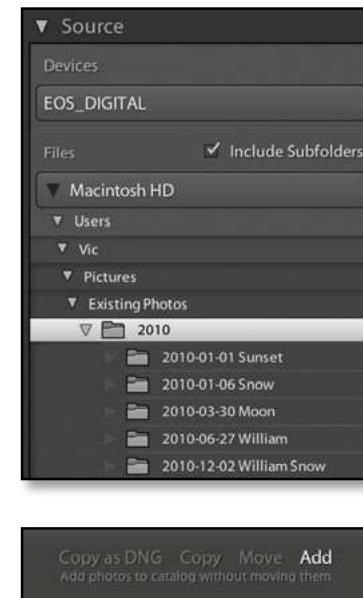 Source
Devices
EOS_DIGITAL
Files Include Subfolders
Macintosh HD
Users
Vic
Pictures
Existing Photos
2010
2010-01-01 Sunset
2010-01-06 Snow
2010-03-30 Moon
2010-06-27 William
2010-12-02 William Snow
Copy as DNG Copy Move Add
Add photos to catalog without moving them